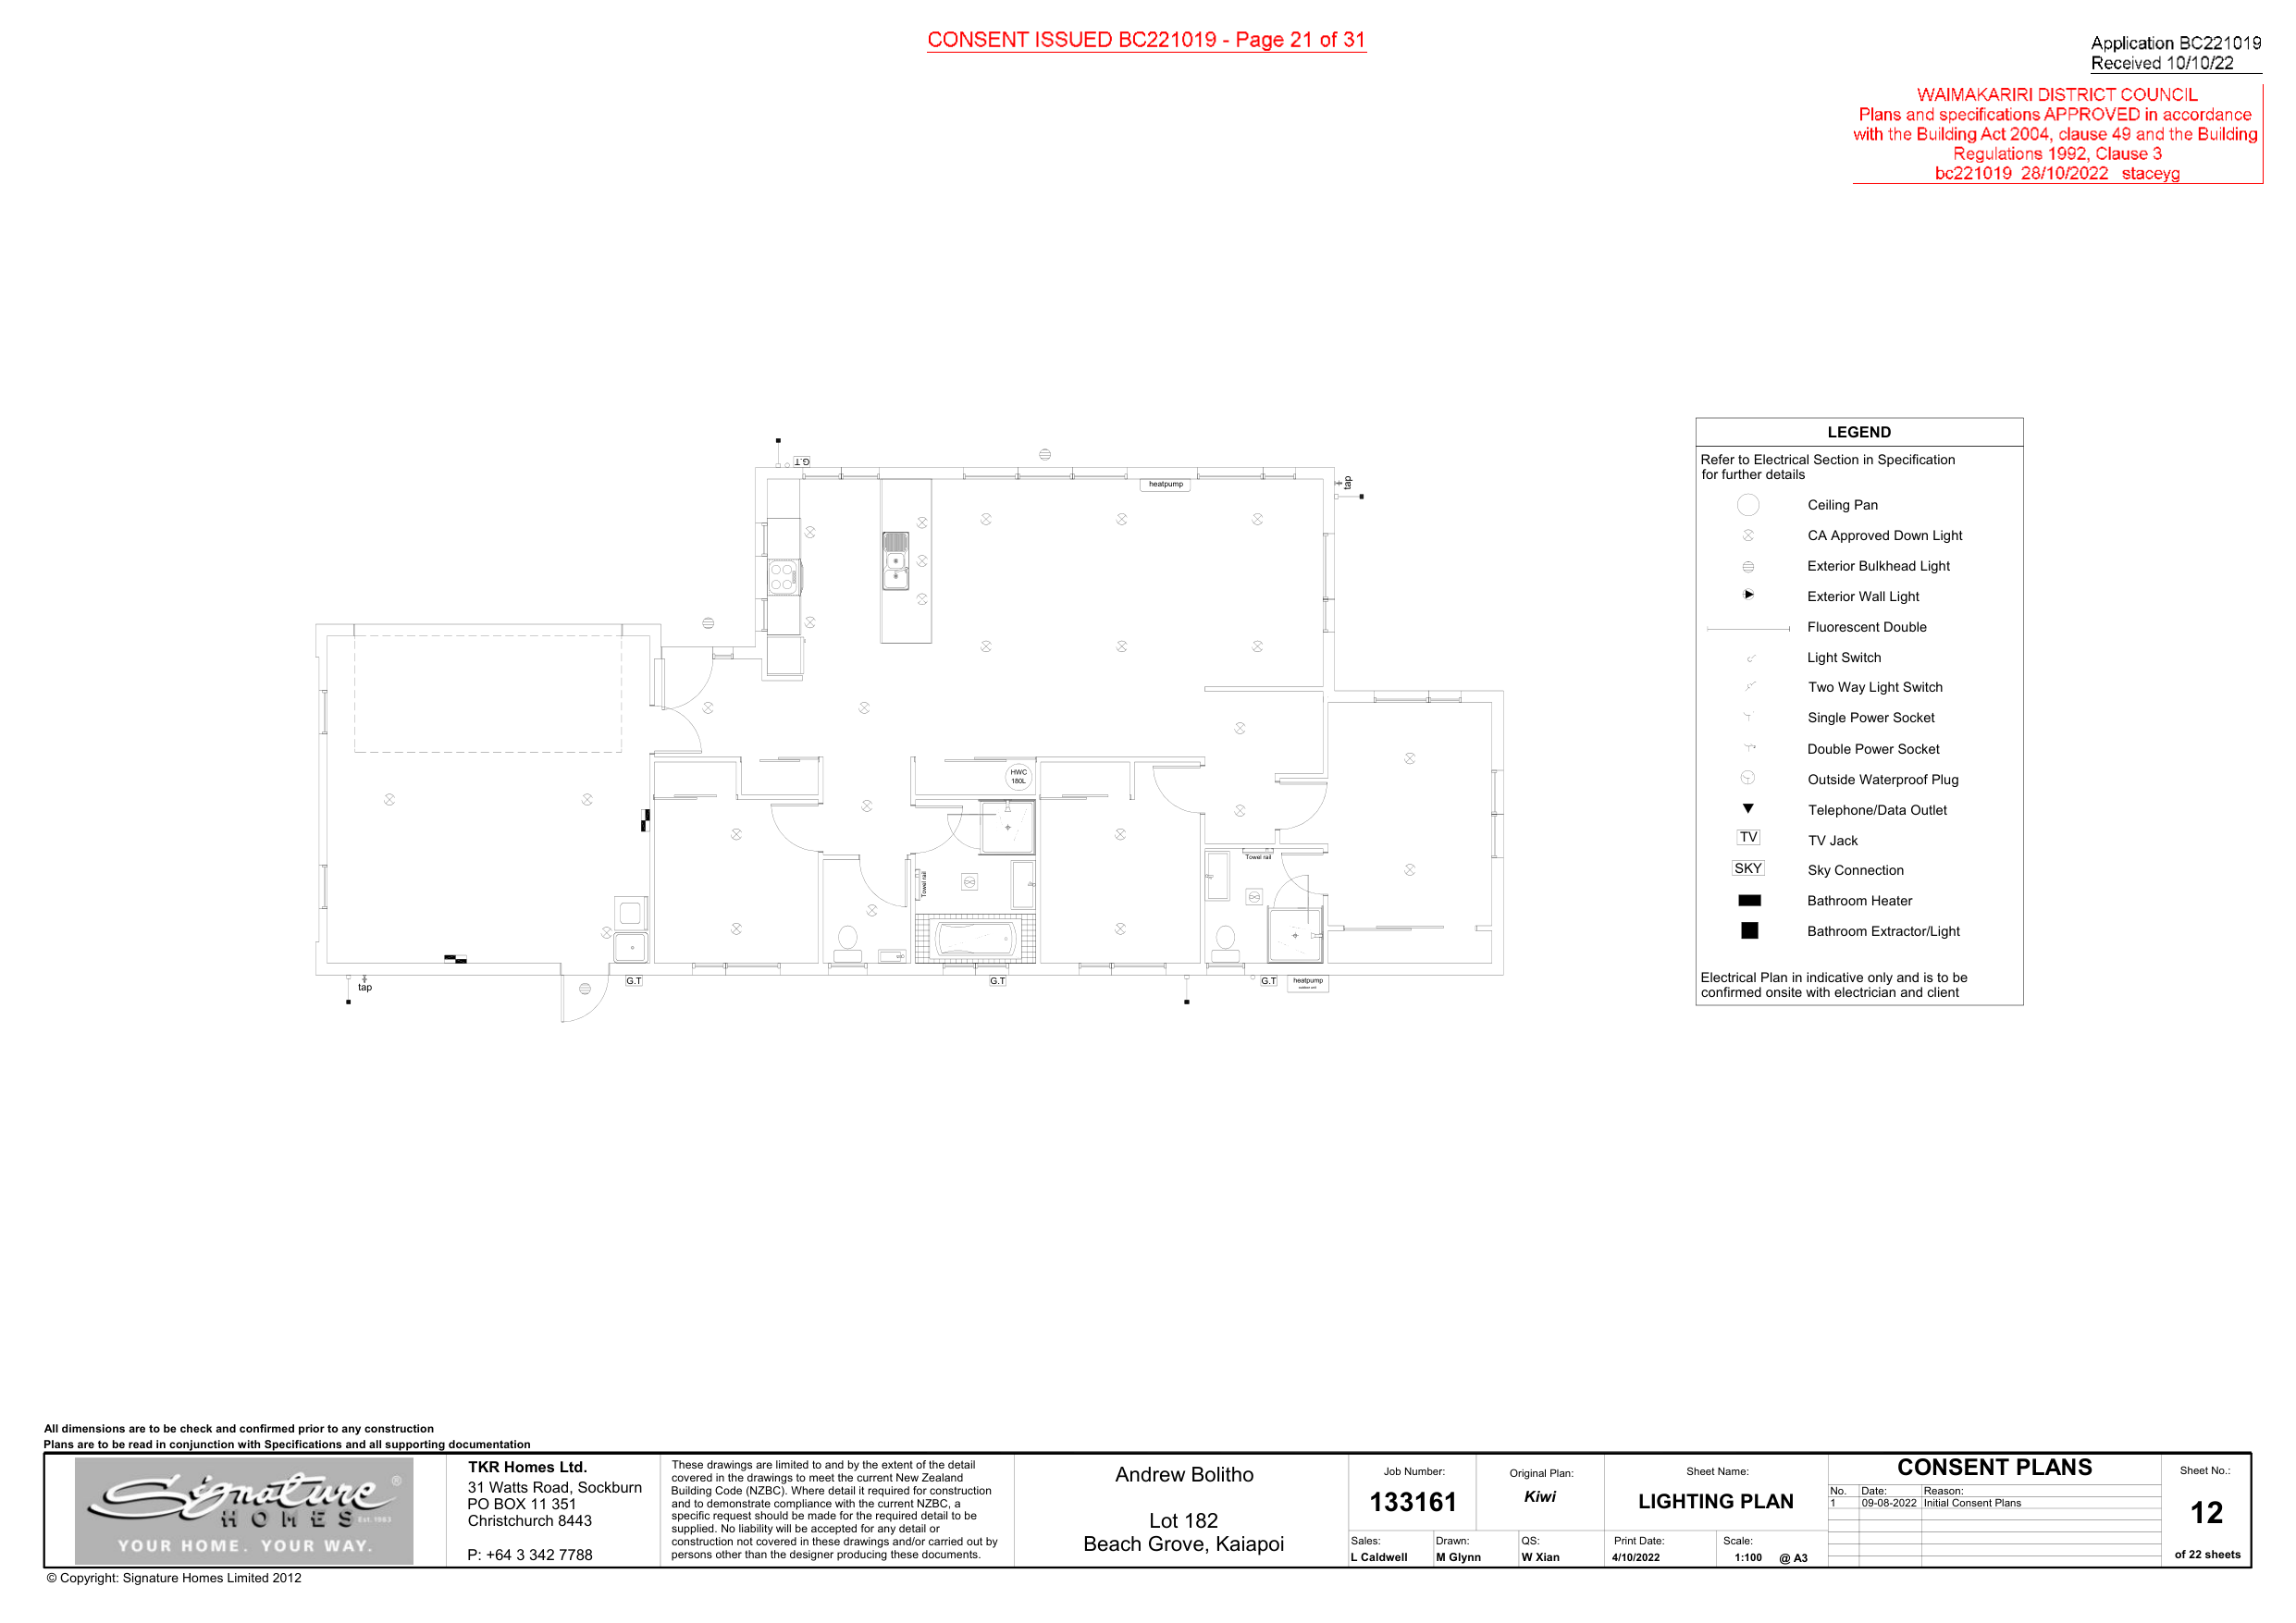 CONSENT ISSUED BC221019 - Page 21 of 31
Application BC221019
Received 10/10/22
WAIMAKARIRI DISTRICT COUNCIL
Plans and specifications APPROVED in accordance
with the Building Act 2004, clause 49 and the Building
Regulations 1992, Clause 3
bc221019 28/10/2022 staceyg
LEGEND
Refer to Electrical Section in Specification
for further details
Ceiling Pan
CA Approved Down Light
Exterior Bulkhead Light
Exterior Wall Light
Fluorescent Double
Light Switch
Two Way Light Switch
Single Power Socket
Double Power Socket
Outside Waterproof Plug
Telephone/Data Outlet
TV
TV Jack
SKY
Sky Connection
Bathroom Heater
Bathroom Extractor/Light
Electrical Plan in indicative only and is to be
confirmed onsite with electrician and client
G.T
heatpump
tap
HWC
180L
Towel rail
Towel rail
tap
G.T
G.T
G.T
heatpump
All dimensions are to be check and confirmed prior to any construction
Plans are to be read in conjunction with Specifications and all supporting documentation
Signature ®
HOMES Est. 1983
YOUR HOME. YOUR WAY.
TKR Homes Ltd.
31 Watts Road, Sockburn
PO BOX 11 351
Christchurch 8443
P: +64 3 342 7788
These drawings are limited to and by the extent of the detail
covered in the drawings to meet the current New Zealand
Building Code (NZBC). Where detail it required for construction
and to demonstrate compliance with the current NZBC, a
specific request should be made for the required detail to be
supplied. No liability will be accepted for any detail or
construction not covered in these drawings and/or carried out by
persons other than the designer producing these documents.
Andrew Bolitho
Lot 182
Beach Grove, Kaiapoi
Job Number:
133161
Original Plan:
Kiwi
Sheet Name:
LIGHTING PLAN
Sales:
L Caldwell
Drawn:
M Glynn
QS:
W Xian
Print Date:
4/10/2022
Scale:
1:100 @ A3
CONSENT PLANS
No. Date: Reason:
1 09-08-2022 Initial Consent Plans
Sheet No.:
12
of 22 sheets
© Copyright: Signature Homes Limited 2012